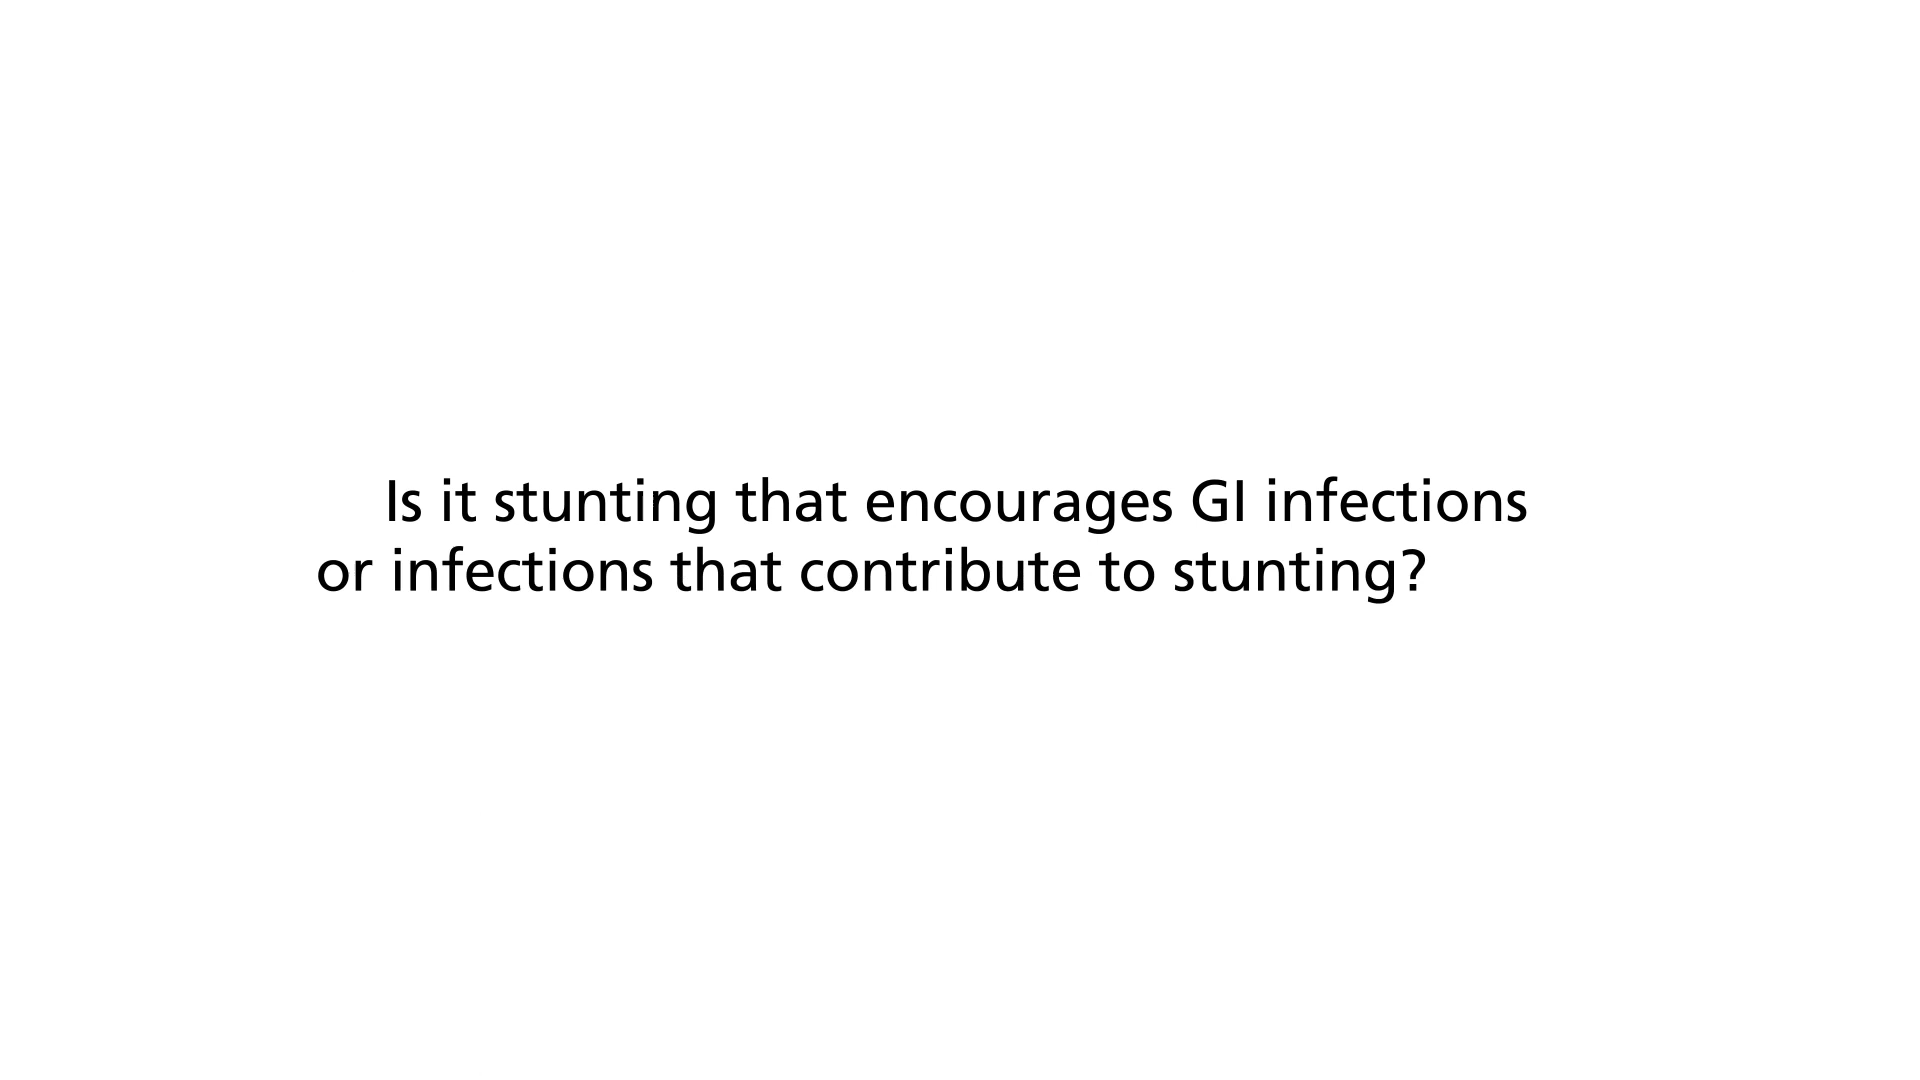 Is it stunting that encourages GI infections
or infections that contribute to stunting?